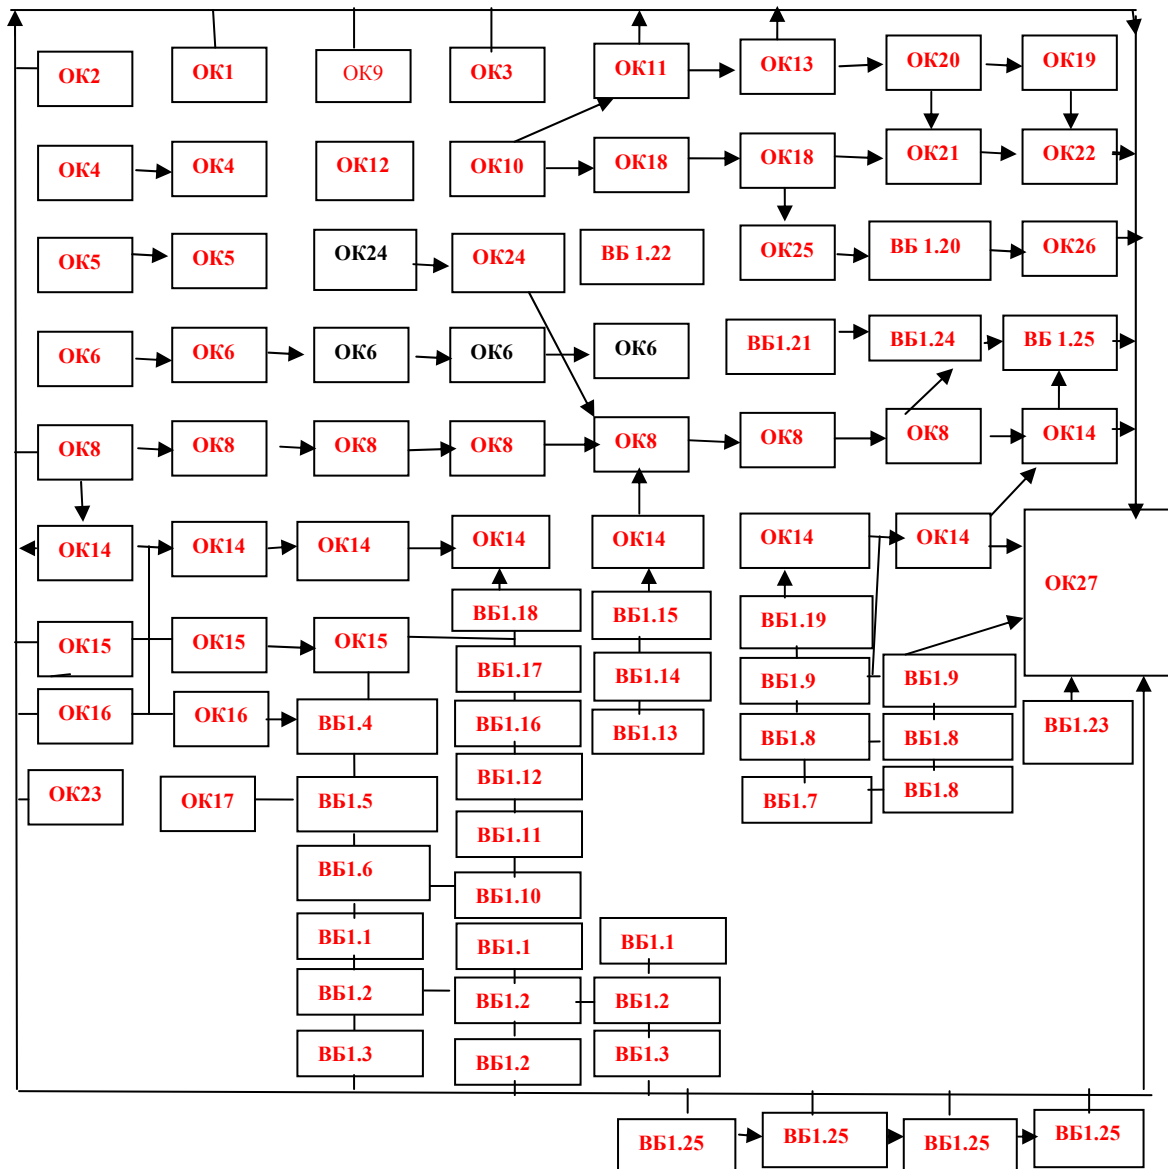 ОК2
ОК1
ОК9
ОК3
ОК11
ОК13
ОК20
ОК19
ОК4
ОК4
ОК12
ОК10
ОК18
ОК18
ОК21
ОК22
ОК5
ОК5
ОК24
ОК24
ВБ 1.22
ОК25
ВБ 1.20
ОК26
ОК6
ОК6
ОК6
ОК6
ОК6
ВБ1.21
ВБ1.24
ВБ 1.25
ОК8
ОК8
ОК8
ОК8
ОК8
ОК8
ОК8
ОК14
ОК14
ОК14
ОК14
ОК14
ОК14
ОК14
ОК14
ОК27
ВБ1.18
ВБ1.15
ВБ1.19
ОК15
ОК15
ОК15
ВБ1.17
ВБ1.14
ВБ1.9
ВБ1.9
ОК16
ОК16
ВБ1.4
ВБ1.16
ВБ1.13
ВБ1.8
ВБ1.8
ВБ1.23
ОК23
ОК17
ВБ1.5
ВБ1.12
ВБ1.7
ВБ1.8
ВБ1.11
ВБ1.6
ВБ1.10
ВБ1.1
ВБ1.1
ВБ1.1
ВБ1.2
ВБ1.2
ВБ1.2
ВБ1.3
ВБ1.2
ВБ1.3
ВБ1.25
ВБ1.25
ВБ1.25
ВБ1.25